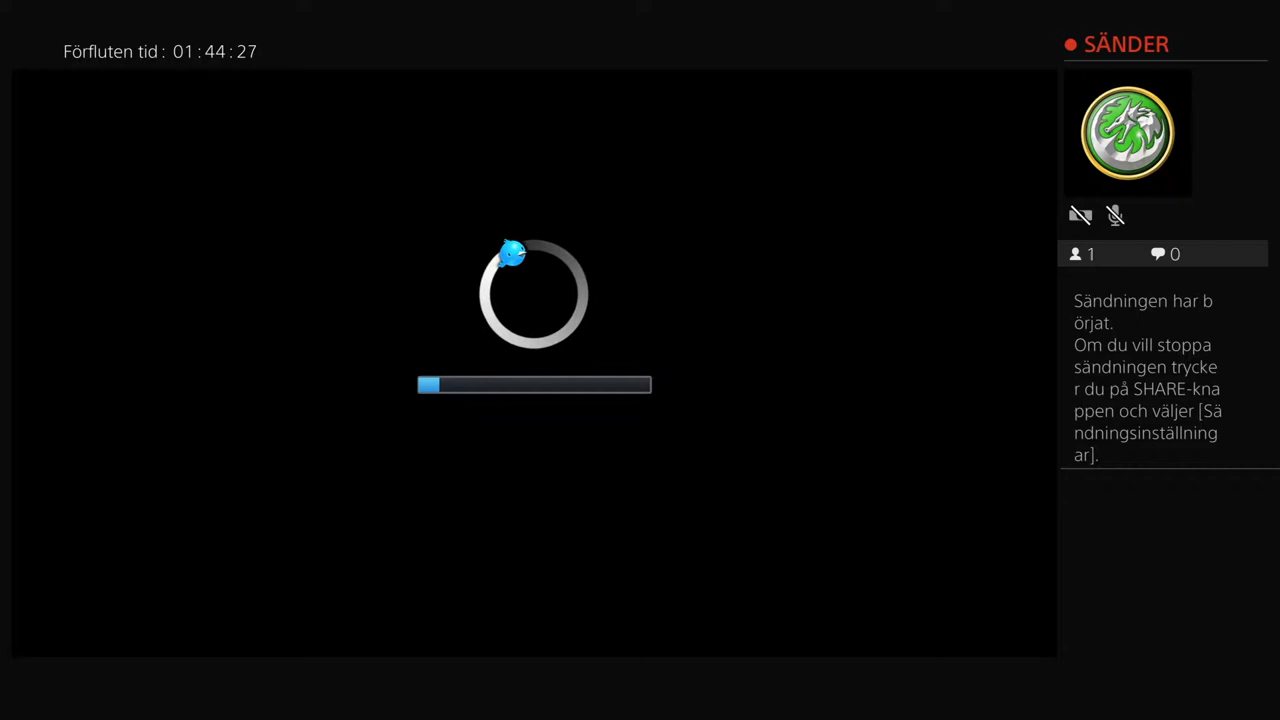 Förfluten tid: 01:44:27
SÄNDER
1 0
Sändningen har b
örjat.
Om du vill stoppa
sändningen trycke
r du på SHARE-kna
ppen och väljer [Sä
ndningsinställning
ar].